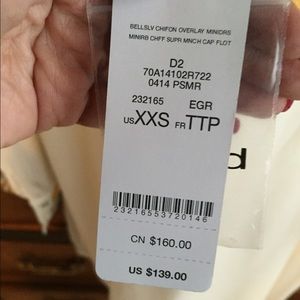 BELLSLV CHIFON OVERLAY MINIDRS
MINIRB CHFF SUPR MNCH CAP FLOT
D2
70A14102R722
0414 PSMR
232165 EGR
US XXS FR TTP
d
23216553720146
CN $160.00
US $139.00